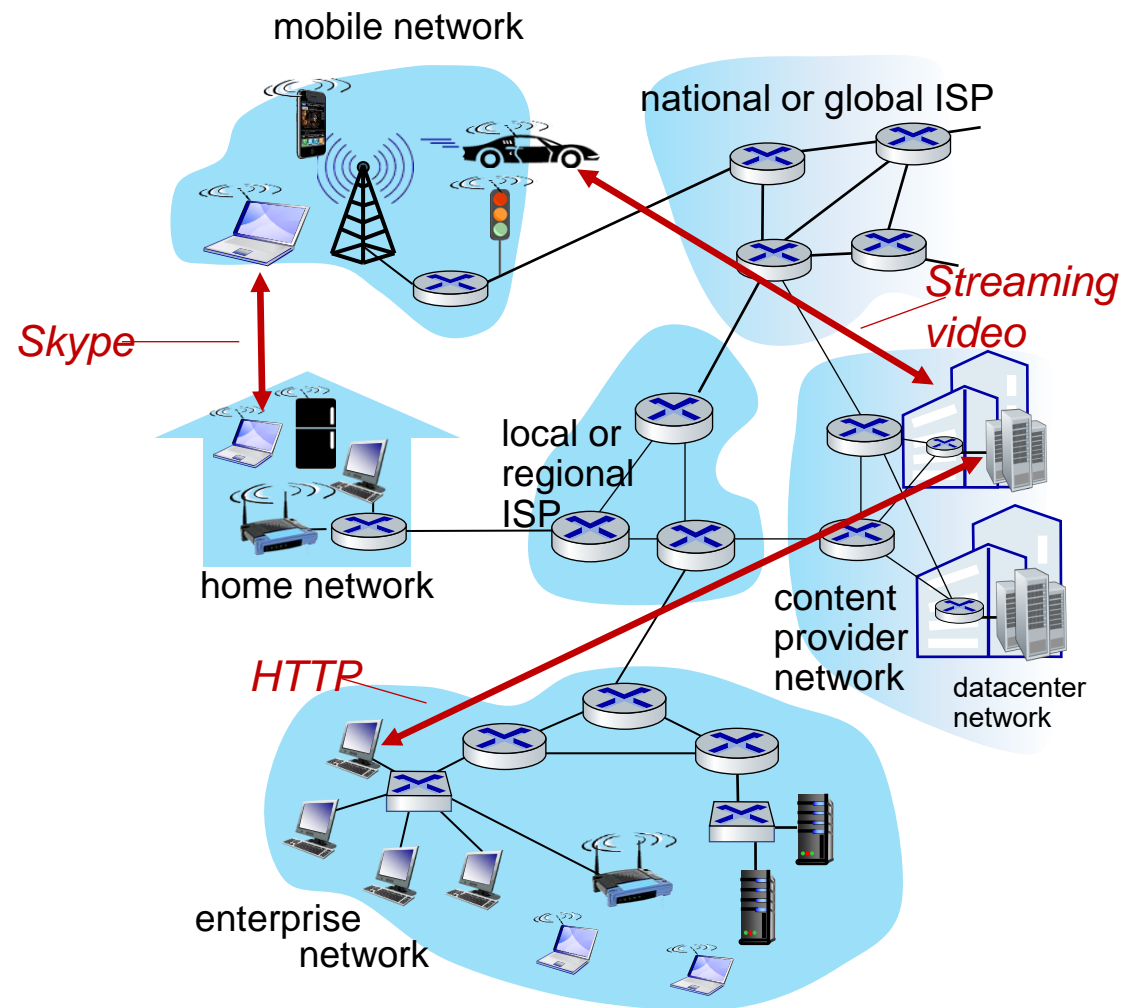 mobile network
national or global ISP
Streaming
video
Skype
local or
regional
ISP
home network
content
provider
network
datacenter
network
HTTP
enterprise
network